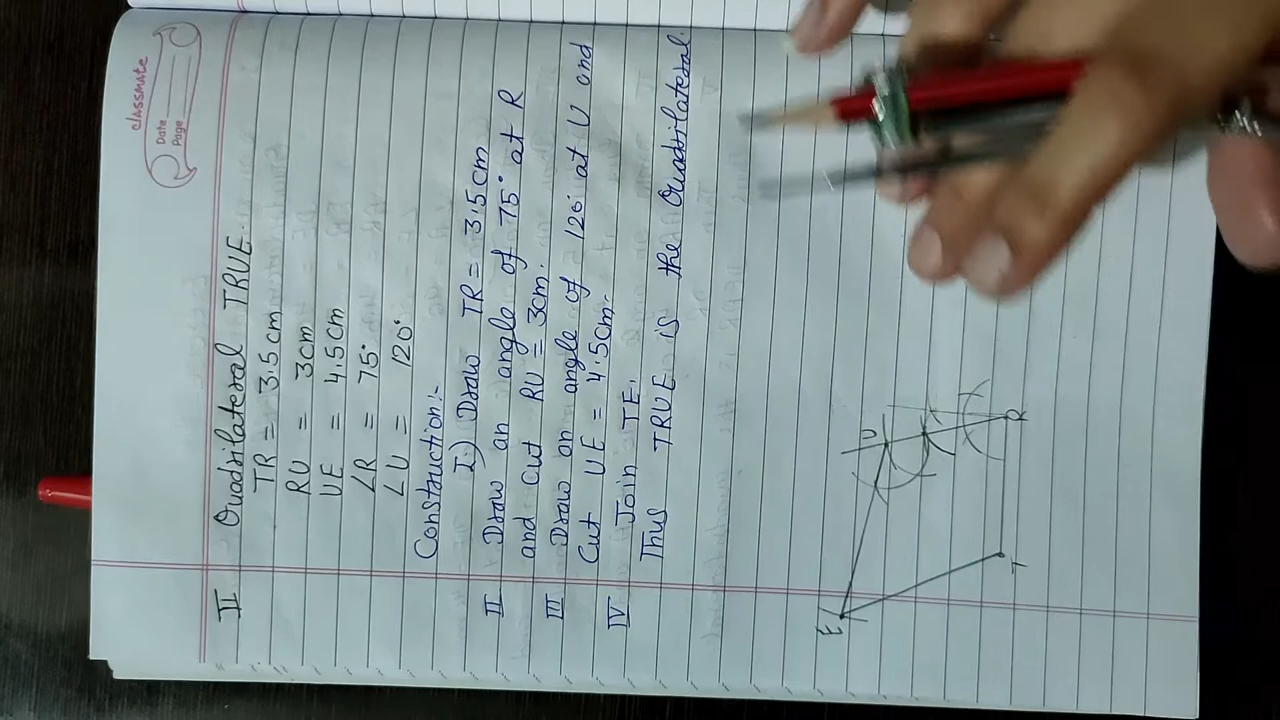 classmate
Date
Page
II Quadrilateral TRUE.
TR = 3.5 cm
RU = 3cm
UE = 4.5cm
∠R = 75°
∠U = 120°
Construction:-
I) Draw TR = 3.5cm
II Draw an angle of 75° at R
and cut RU = 3cm.
III Draw an angle of 120° at U and
Cut UE = 4.5cm.
IV Join TE.
Thus TRUE is the Quadrilateral.
E
U
T
R